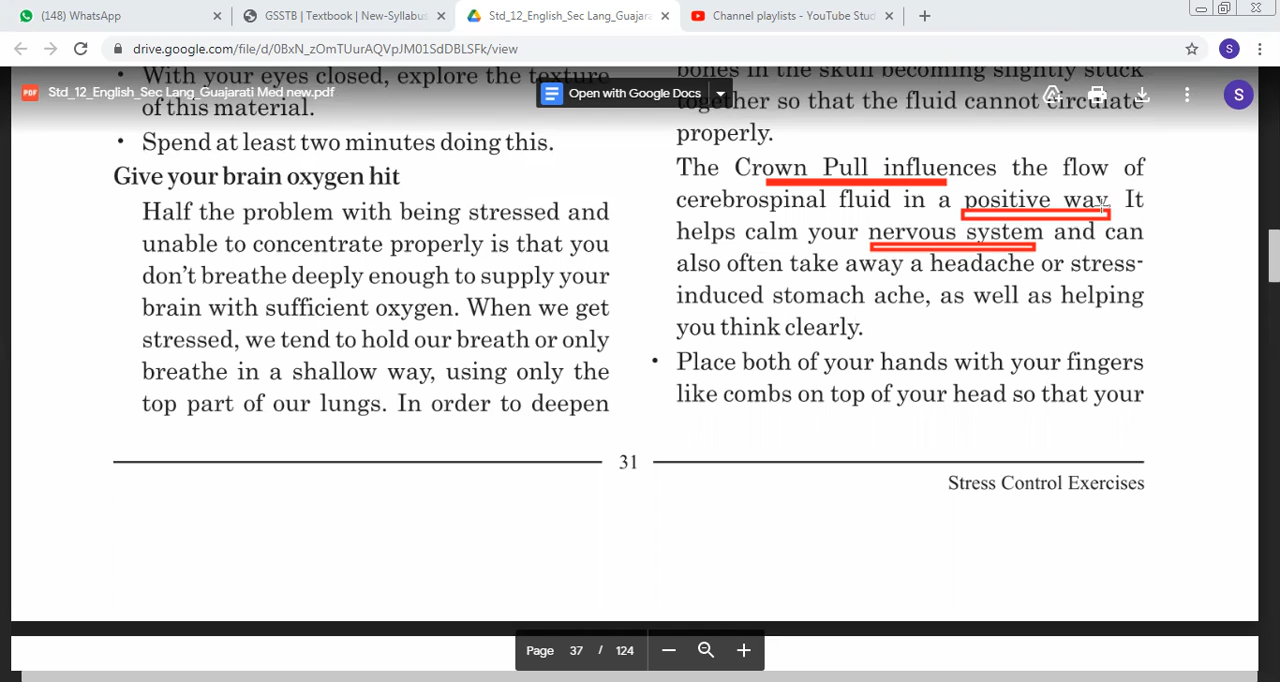 (148) WhatsApp
GSSTB | Textbook | New-Syllabus
Std_12_English_Sec Lang_Guajara
Channel playlists - YouTube Stud
drive.google.com/file/d/0BxN_zOmTUurAQVpJM01SdDBLSFk/view
S
PDF
Std_12_English_Sec Lang_Guajarati Med new.pdf
Open with Google Docs
S
• With your eyes closed, explore the texture
of this material.
• Spend at least two minutes doing this.
Give your brain oxygen hit
Half the problem with being stressed and
unable to concentrate properly is that you
don't breathe deeply enough to supply your
brain with sufficient oxygen. When we get
stressed, we tend to hold our breath or only
breathe in a shallow way, using only the
top part of our lungs. In order to deepen
bones in the skull becoming slightly stuck
together so that the fluid cannot circulate
properly.
The Crown Pull influences the flow of
cerebrospinal fluid in a positive way. It
helps calm your nervous system and can
also often take away a headache or stress-
induced stomach ache, as well as helping
you think clearly.
• Place both of your hands with your fingers
like combs on top of your head so that your
31
Stress Control Exercises
Page 37 / 124